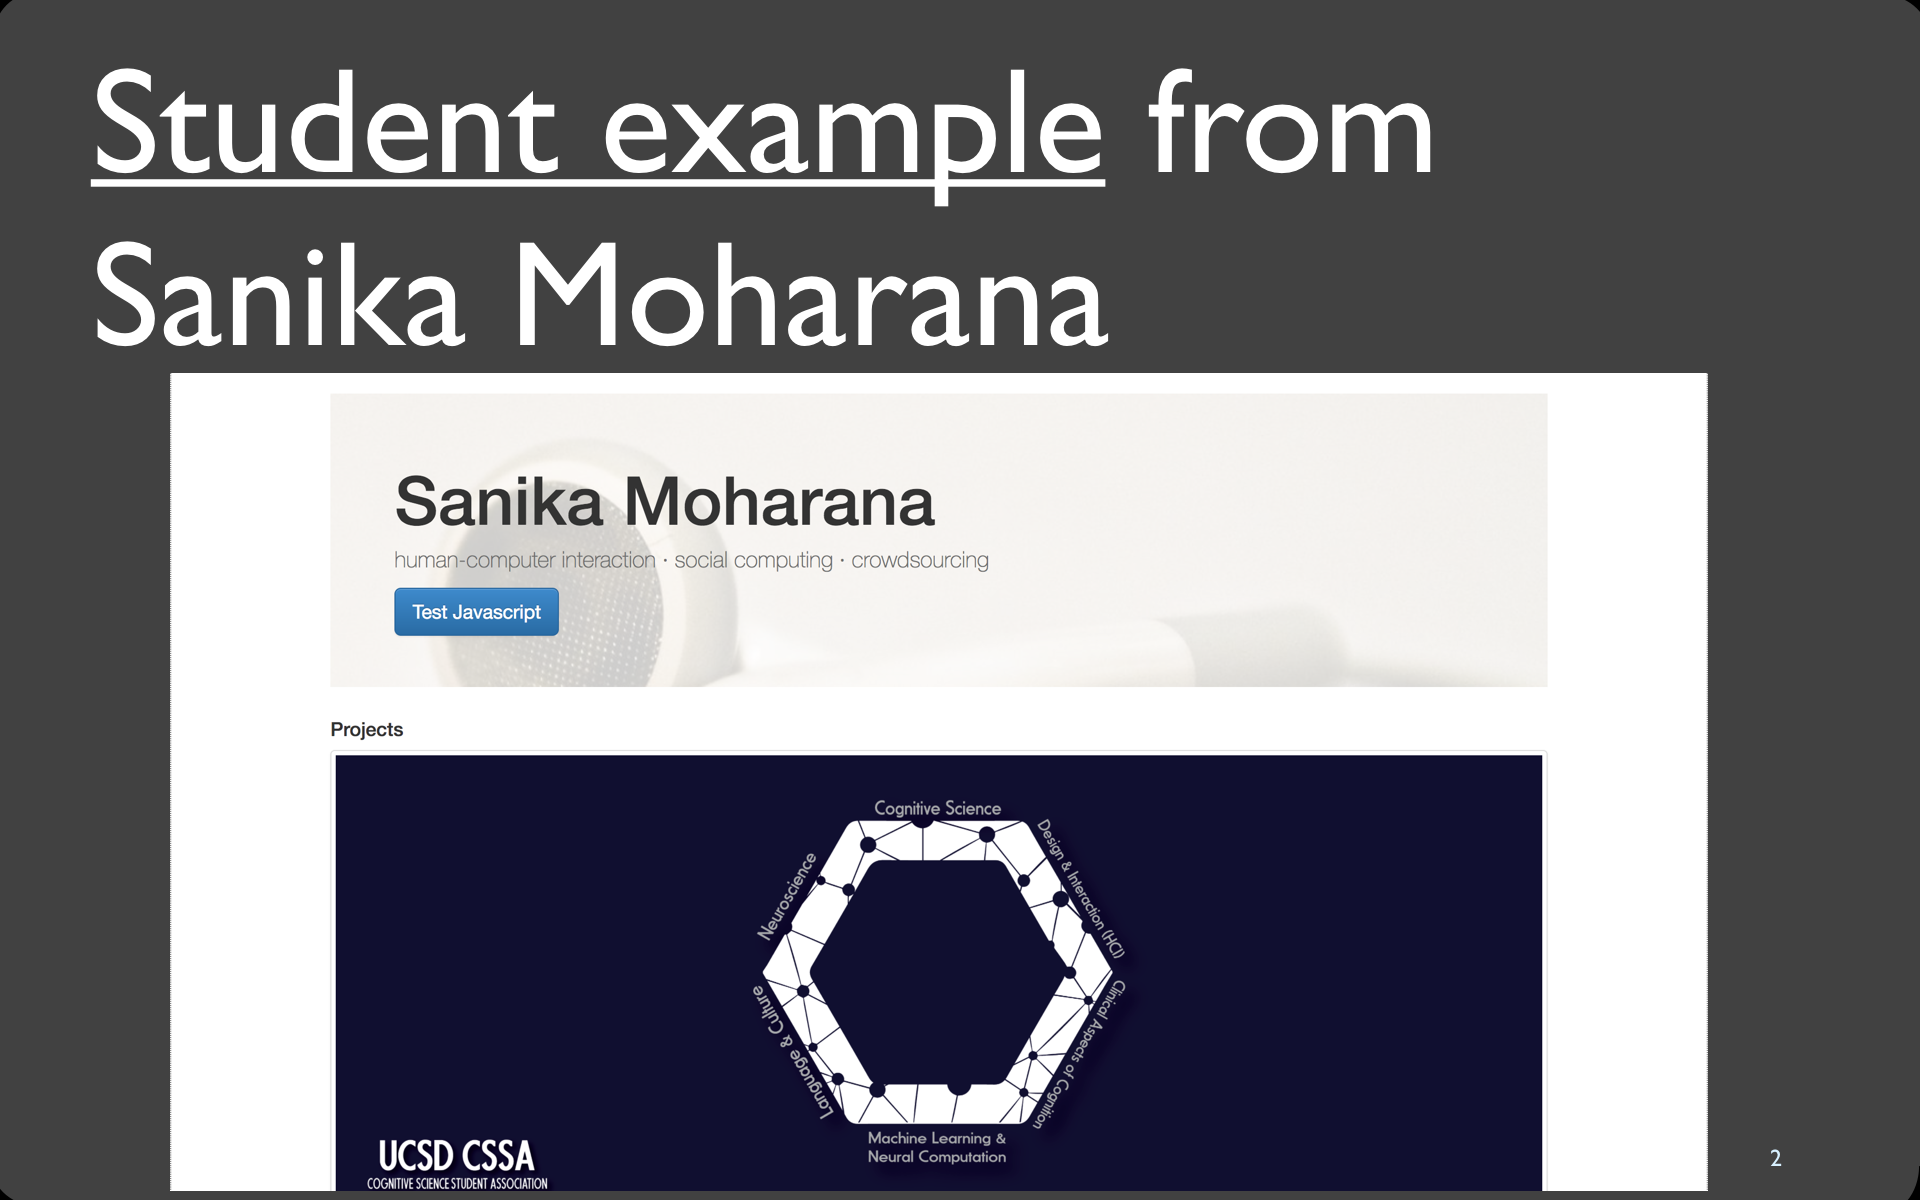 Student example from
Sanika Moharana
Sanika Moharana
human-computer interaction · social computing · crowdsourcing
Test Javascript
Projects
Cognitive Science
Design & Interaction (HCI)
Neuroscience
Language & Culture
Clinical Aspects of Cognition
Machine Learning &
Neural Computation
UCSD CSSA
COGNITIVE SCIENCE STUDENT ASSOCIATION
2